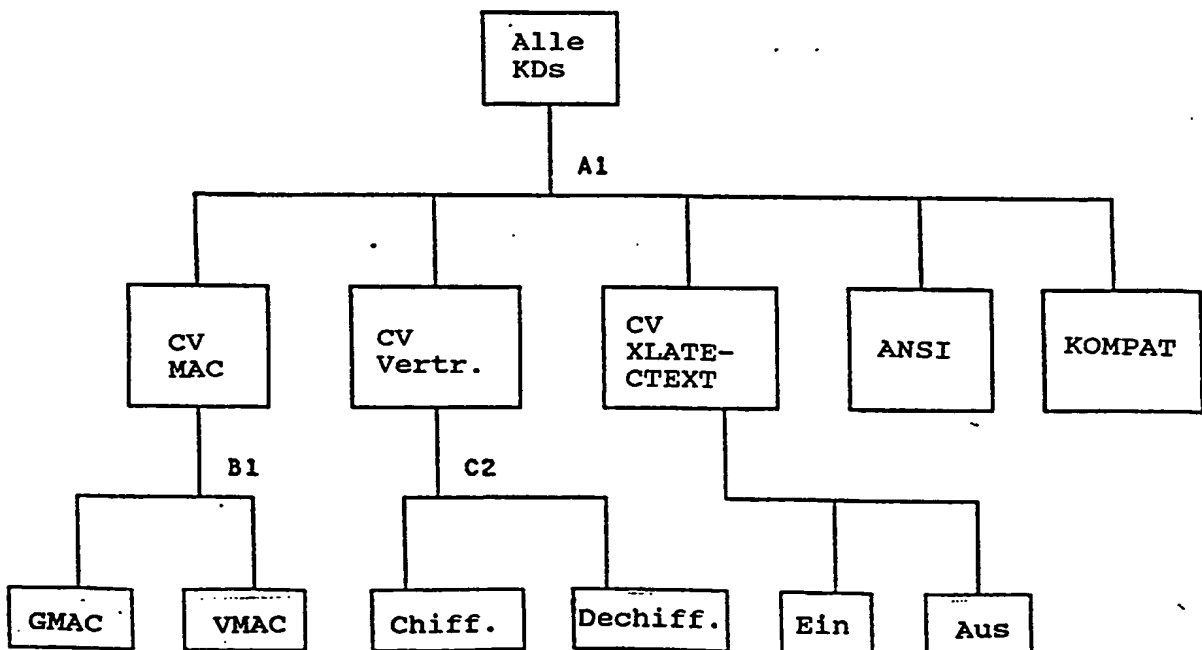 Alle
KDs
A1
CV
MAC
CV
Vertr.
CV
XLATE-
CTEXT
ANSI
KOMPAT
B1
C2
GMAC
VMAC
Chiff.
Dechiff.
Ein
Aus